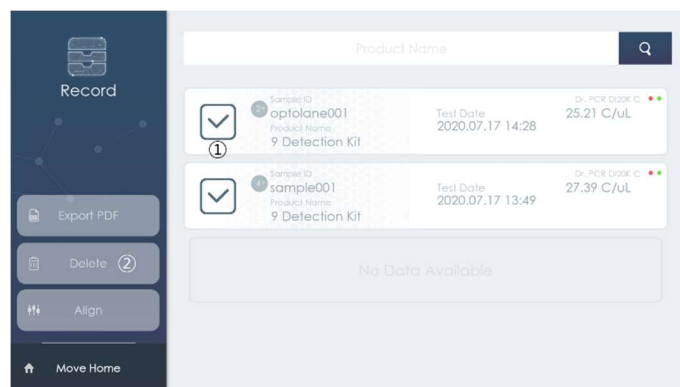 Record
Export PDF
Delete ②
Align
Move Home
Product Name
Sample ID
optolane001
Product Name
9 Detection Kit
①
Test Date
2020.07.17 14:28
Dr. PCR Di20K C
25.21 C/uL
Sample ID
sample001
Product Name
9 Detection Kit
Test Date
2020.07.17 13:49
Dr. PCR Di20K C
27.39 C/uL
No Data Available